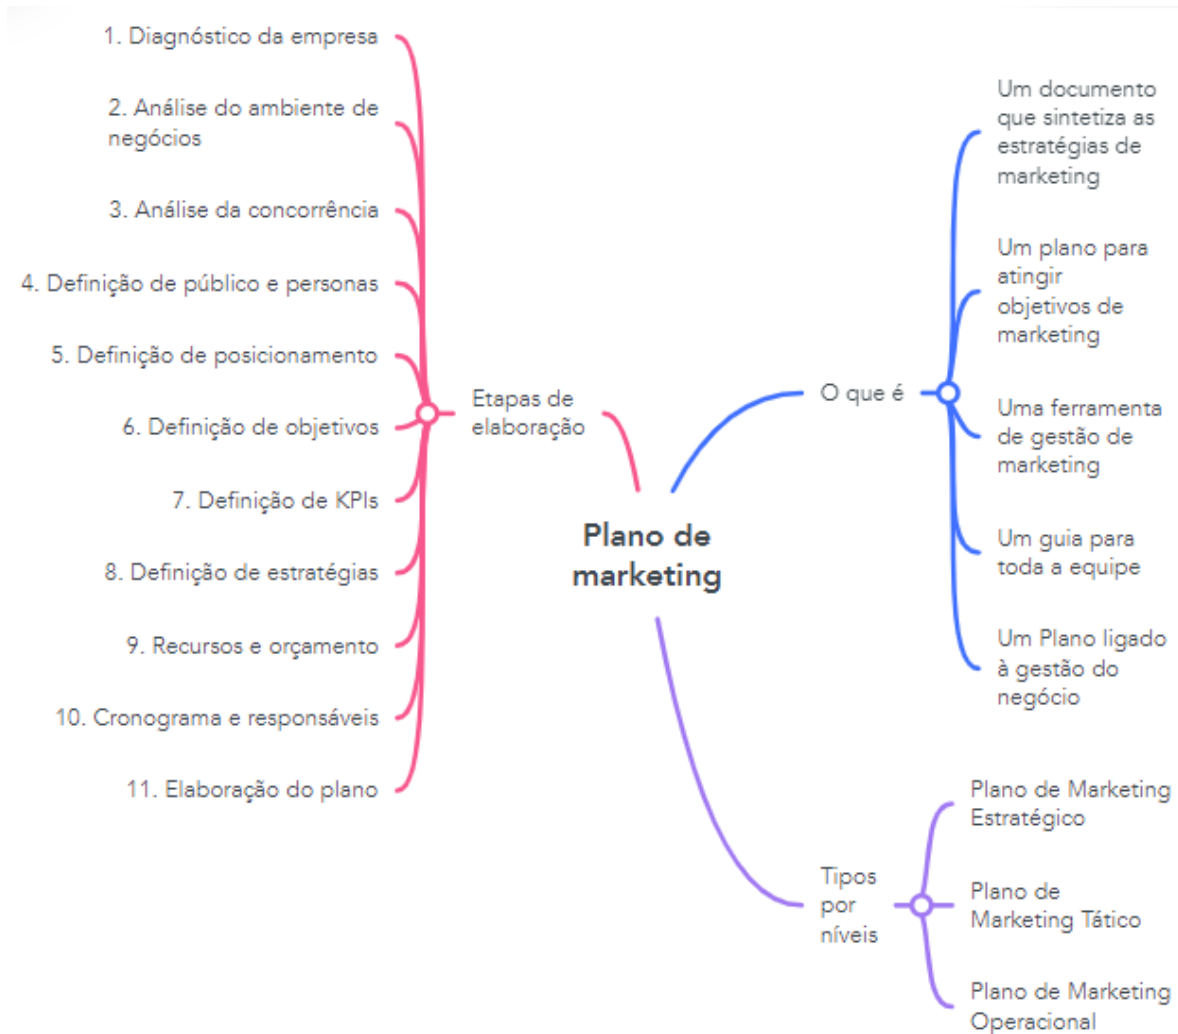 1. Diagnóstico da empresa
2. Análise do ambiente de
negócios
3. Análise da concorrência
4. Definição de público e personas
5. Definição de posicionamento
6. Definição de objetivos
7. Definição de KPIs
8. Definição de estratégias
9. Recursos e orçamento
10. Cronograma e responsáveis
11. Elaboração do plano
Etapas de
elaboração
Plano de
marketing
O que é
Um documento
que sintetiza as
estratégias de
marketing
Um plano para
atingir
objetivos de
marketing
Uma ferramenta
de gestão de
marketing
Um guia para
toda a equipe
Um Plano ligado
à gestão do
negócio
Tipos
por
níveis
Plano de Marketing
Estratégico
Plano de
Marketing Tático
Plano de Marketing
Operacional